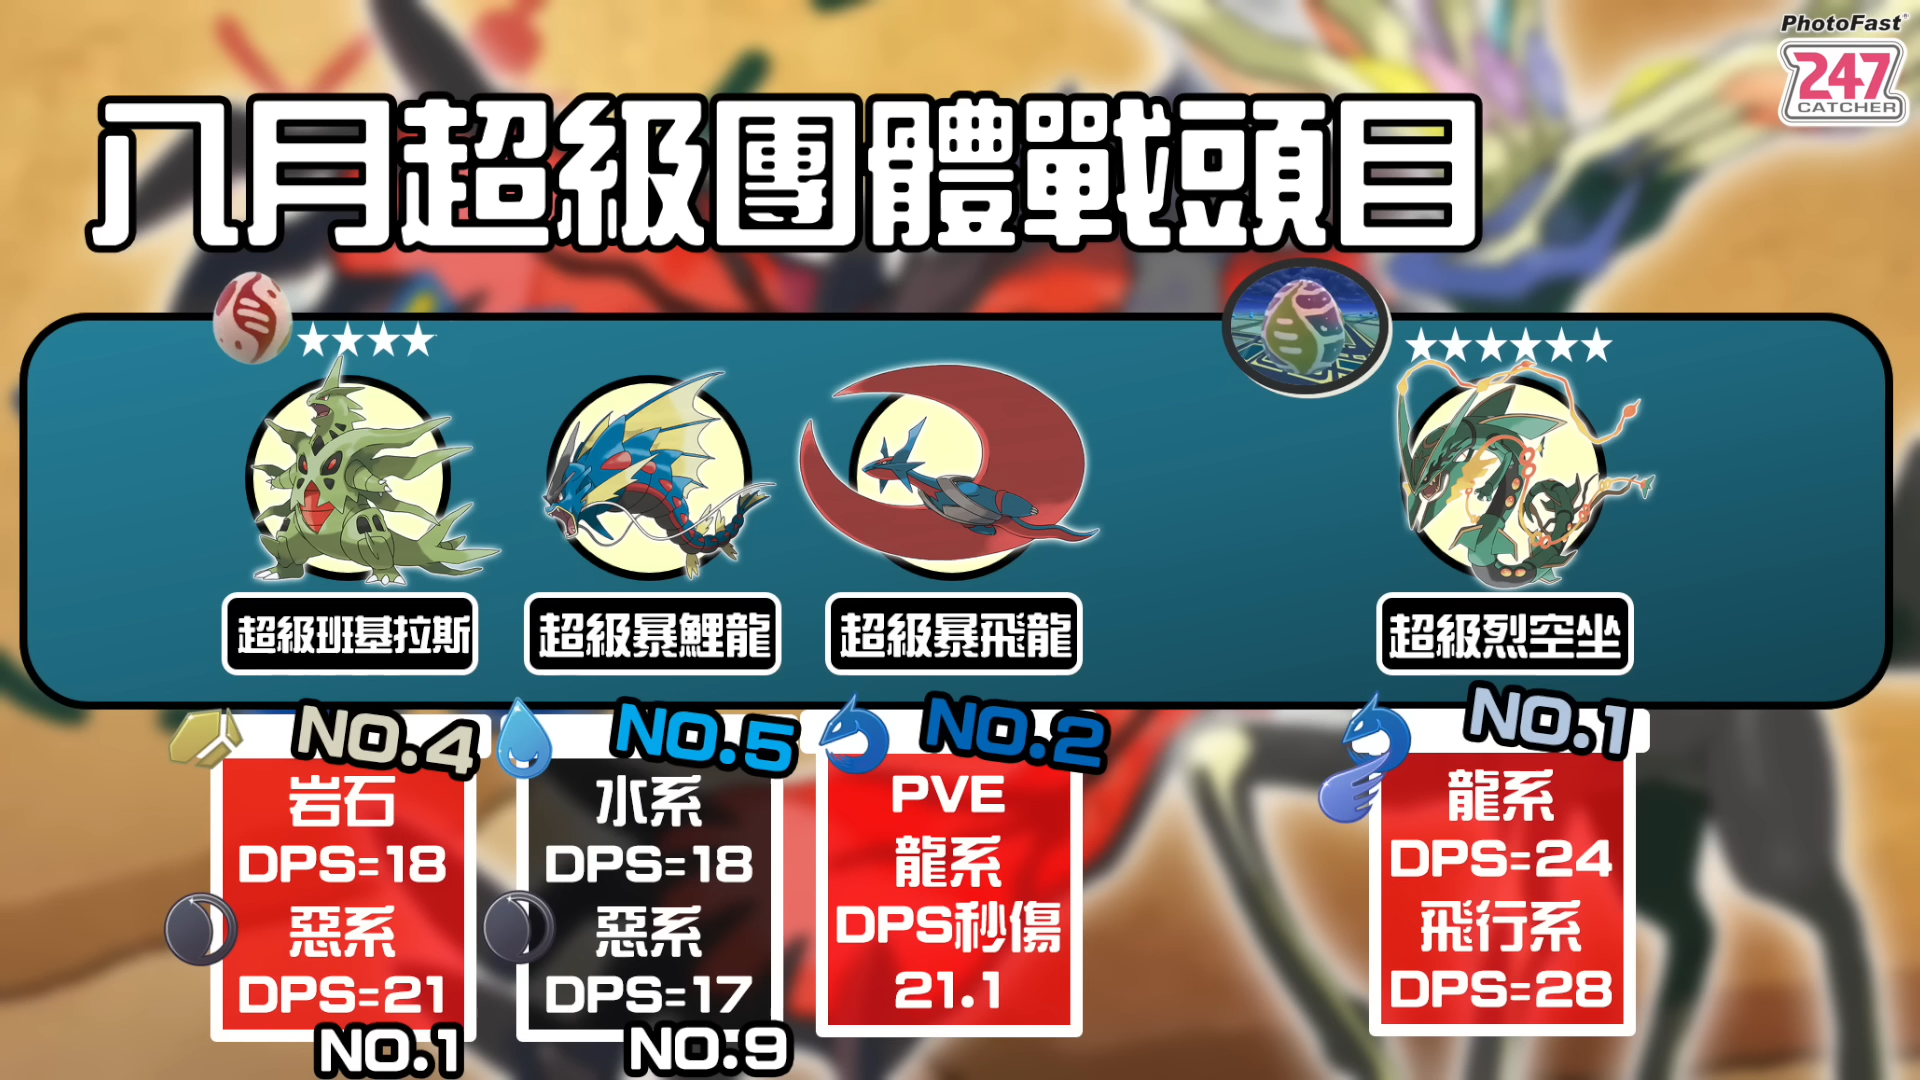 PhotoFast
247
CATCHER
八月超級團體戰頭目
超級班基拉斯
超級暴鯉龍
超級暴飛龍
超級烈空坐
NO.4
岩石
DPS=18
惡系
DPS=21
NO.1
NO.5
水系
DPS=18
惡系
DPS=17
NO.9
NO.2
PVE
龍系
DPS秒傷
21.1
NO.1
龍系
DPS=24
飛行系
DPS=28